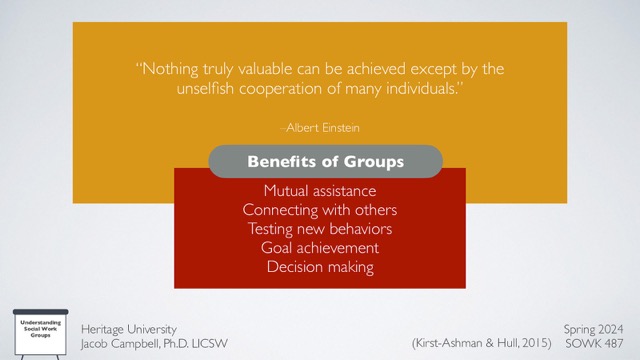 “Nothing truly valuable can be achieved except by the
unselfish cooperation of many individuals.”
–Albert Einstein
Benefits of Groups
Mutual assistance
Connecting with others
Testing new behaviors
Goal achievement
Decision making
Understanding
Social Work
Groups
Heritage University
Jacob Campbell, Ph.D. LICSW
(Kirst-Ashman & Hull, 2015)
Spring 2024
SOWK 487